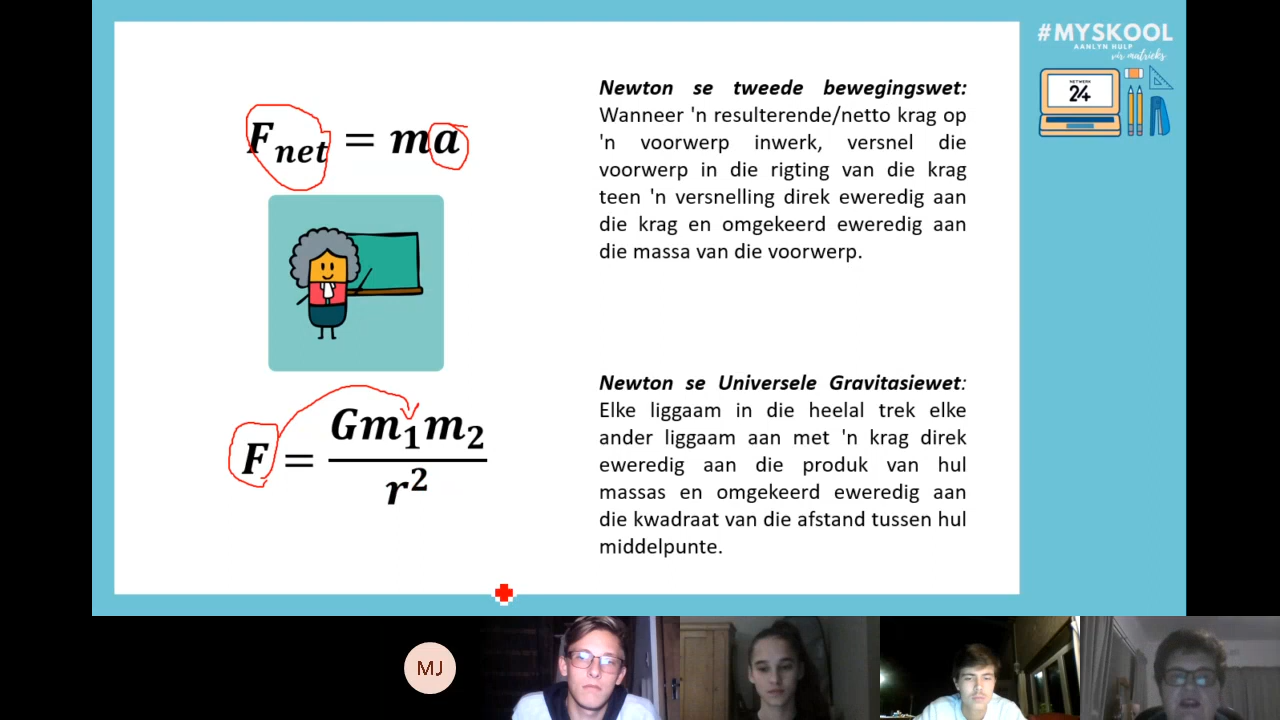 #MYSKOOL
AANLYN HULP
vir matrieks
NETWERK
24
F_net = ma
Newton se tweede bewegingswet:
Wanneer 'n resulterende/netto krag op
'n voorwerp inwerk, versnel die
voorwerp in die rigting van die krag
teen 'n versnelling direk eweredig aan
die krag en omgekeerd eweredig aan
die massa van die voorwerp.
F = Gm₁m₂
r²
Newton se Universele Gravitasiewet:
Elke liggaam in die heelal trek elke
ander liggaam aan met 'n krag direk
eweredig aan die produk van hul
massas en omgekeerd eweredig aan
die kwadraat van die afstand tussen hul
middelpunte.
MJ